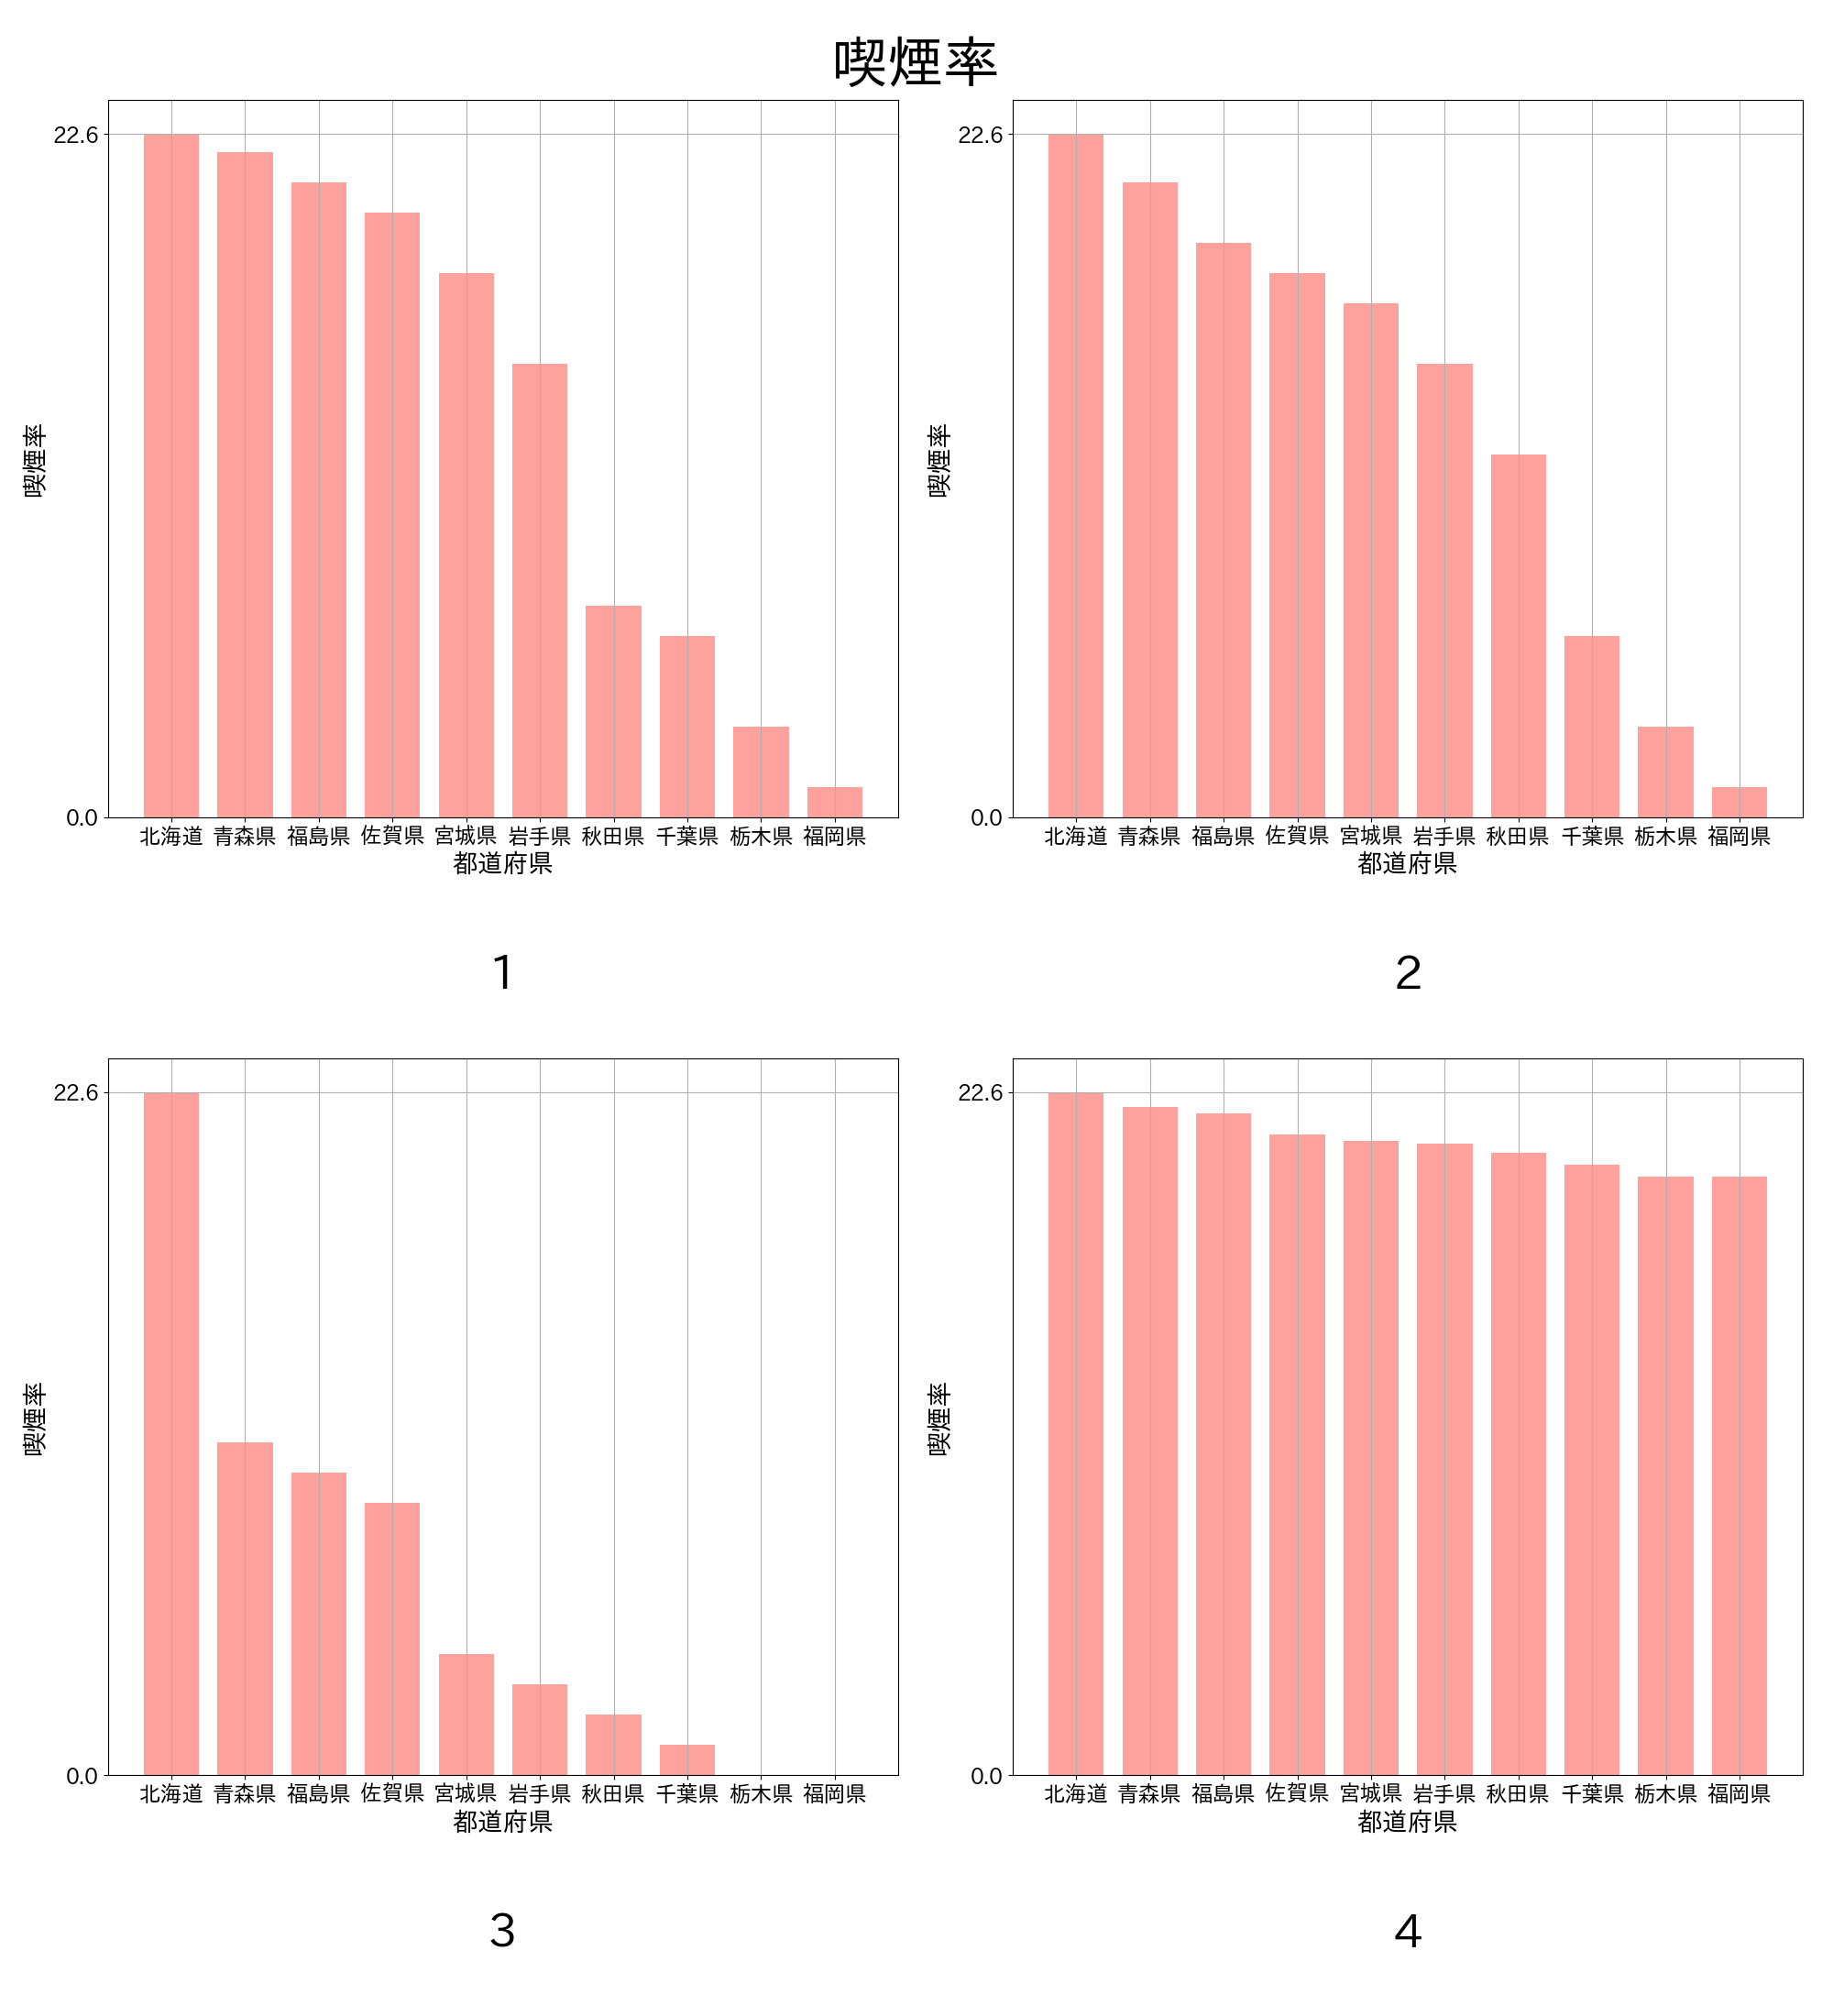 喫煙率
22.6
0.0
喫煙率
北海道 青森県 福島県 佐賀県 宮城県 岩手県 秋田県 千葉県 栃木県 福岡県
都道府県
1
22.6
0.0
喫煙率
北海道 青森県 福島県 佐賀県 宮城県 岩手県 秋田県 千葉県 栃木県 福岡県
都道府県
2
22.6
0.0
喫煙率
北海道 青森県 福島県 佐賀県 宮城県 岩手県 秋田県 千葉県 栃木県 福岡県
都道府県
3
22.6
0.0
喫煙率
北海道 青森県 福島県 佐賀県 宮城県 岩手県 秋田県 千葉県 栃木県 福岡県
都道府県
4